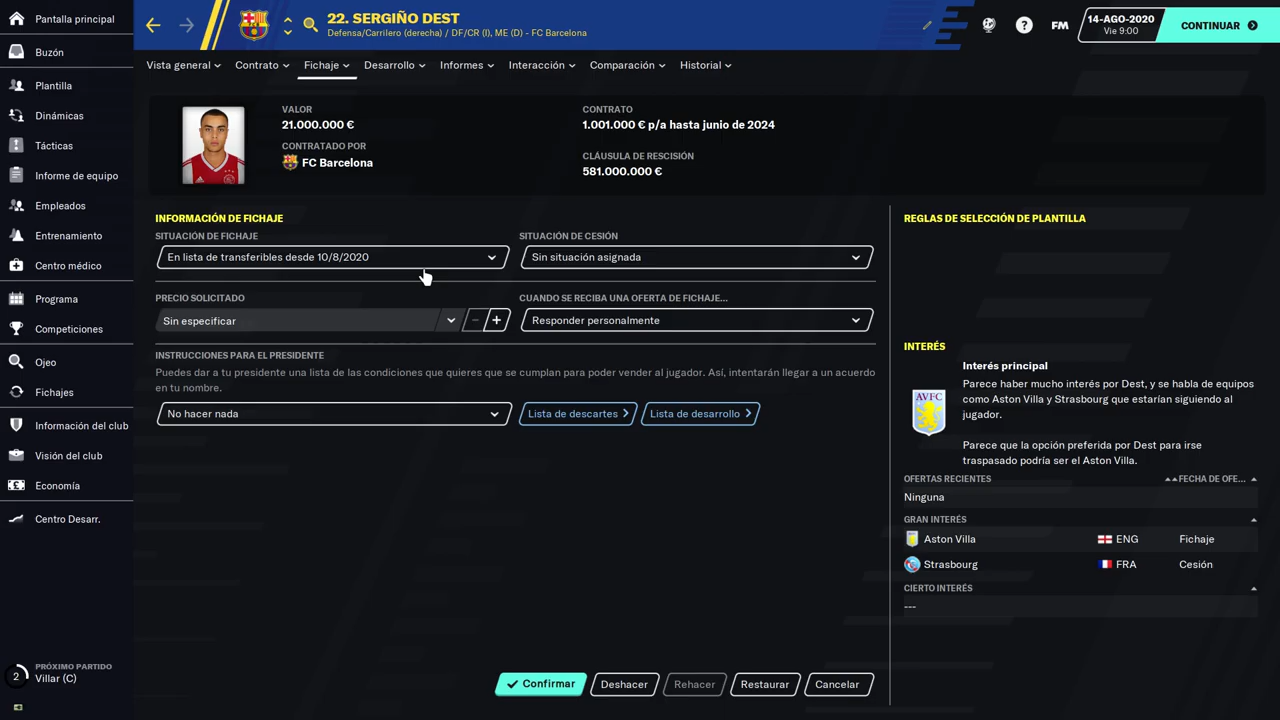 Pantalla principal
Buzón
Plantilla
Dinámicas
Tácticas
Informe de equipo
Empleados
Entrenamiento
Centro médico
Programa
Competiciones
Ojeo
Fichajes
Información del club
Visión del club
Economía
Centro Desarr.
2
PRÓXIMO PARTIDO
Villar (C)
22. SERGIÑO DEST
Defensa/Carrilero (derecha) / DF/CR (I), ME (D) - FC Barcelona
?
FM
14-AGO-2020
Vie 9:00
CONTINUAR
Vista general
Contrato
Fichaje
Desarrollo
Informes
Interacción
Comparación
Historial
VALOR
21.000.000 €
CONTRATADO POR
FC Barcelona
CONTRATO
1.001.000 € p/a hasta junio de 2024
CLÁUSULA DE RESCISIÓN
581.000.000 €
INFORMACIÓN DE FICHAJE
SITUACIÓN DE FICHAJE
En lista de transferibles desde 10/8/2020
SITUACIÓN DE CESIÓN
Sin situación asignada
PRECIO SOLICITADO
Sin especificar
- +
CUANDO SE RECIBA UNA OFERTA DE FICHAJE...
Responder personalmente
INSTRUCCIONES PARA EL PRESIDENTE
Puedes dar a tu presidente una lista de las condiciones que quieres que se cumplan para poder vender al jugador. Así, intentarán llegar a un acuerdo
en tu nombre.
No hacer nada
Lista de descartes
Lista de desarrollo
Confirmar
Deshacer
Rehacer
Restaurar
Cancelar
REGLAS DE SELECCIÓN DE PLANTILLA
INTERÉS
AVFC
Interés principal
Parece haber mucho interés por Dest, y se habla de equipos
como Aston Villa y Strasbourg que estarían siguiendo al
jugador.
Parece que la opción preferida por Dest para irse
traspasado podría ser el Aston Villa.
OFERTAS RECIENTES
FECHA DE OFE...
Ninguna
GRAN INTERÉS
Aston Villa ENG Fichaje
Strasbourg FRA Cesión
CIERTO INTERÉS
---